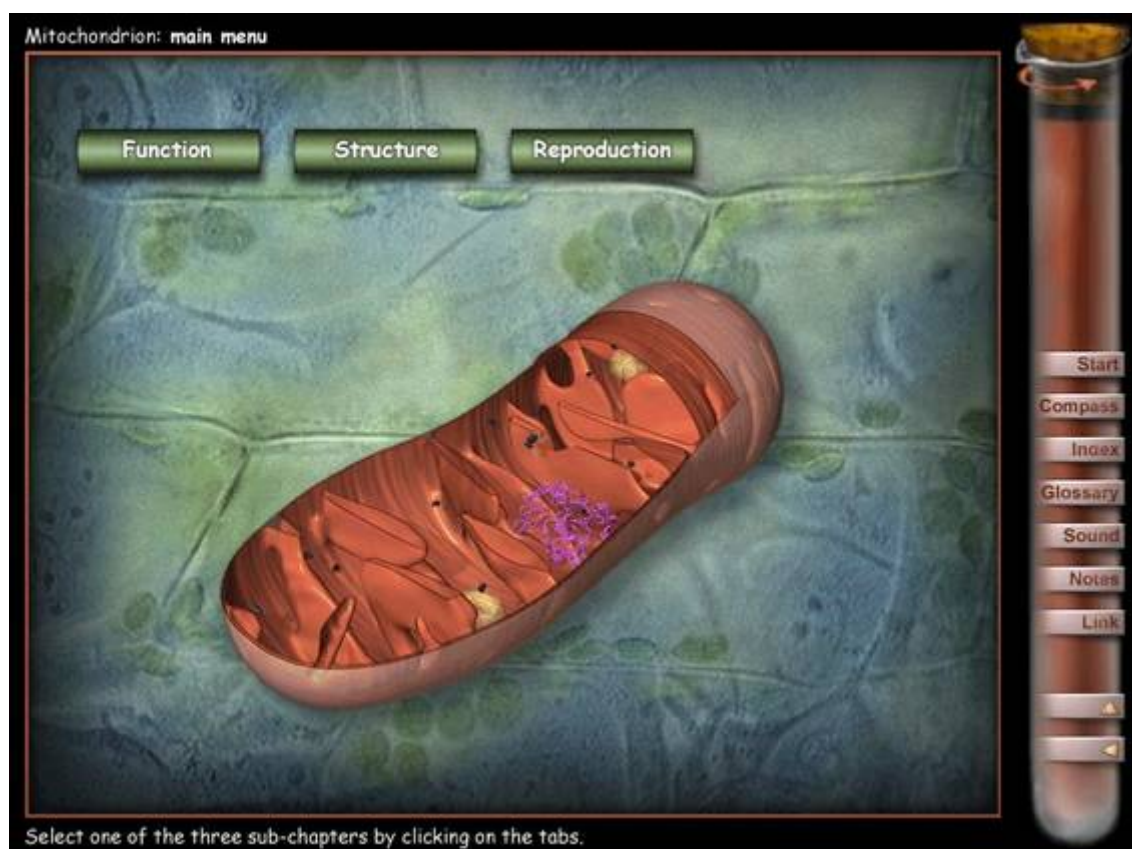 Mitochondrion: main menu
Function
Structure
Reproduction
Start
Compass
Index
Glossary
Sound
Notes
Link
Select one of the three sub-chapters by clicking on the tabs.